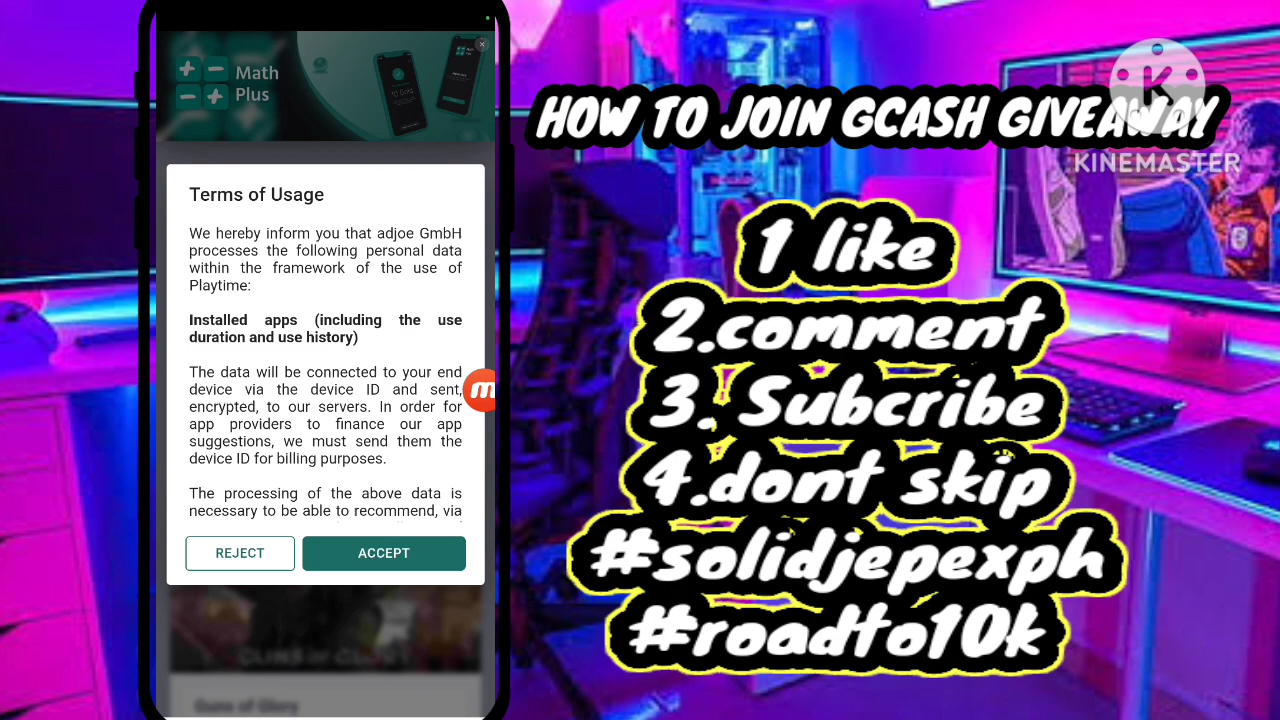 Math
Plus
Terms of Usage
We hereby inform you that adjoe GmbH
processes the following personal data
within the framework of the use of
Playtime:
Installed apps (including the use
duration and use history)
The data will be connected to your end
device via the device ID and sent,
encrypted, to our servers. In order for
app providers to finance our app
suggestions, we must send them the
device ID for billing purposes.
The processing of the above data is
necessary to be able to recommend, via
REJECT
ACCEPT
Guns of Glory
HOW TO JOIN GCASH GIVEAWAY
KINEMASTER
1 like
2.comment
3. Subcribe
4.dont skip
#solidjepexph
#roadto10k